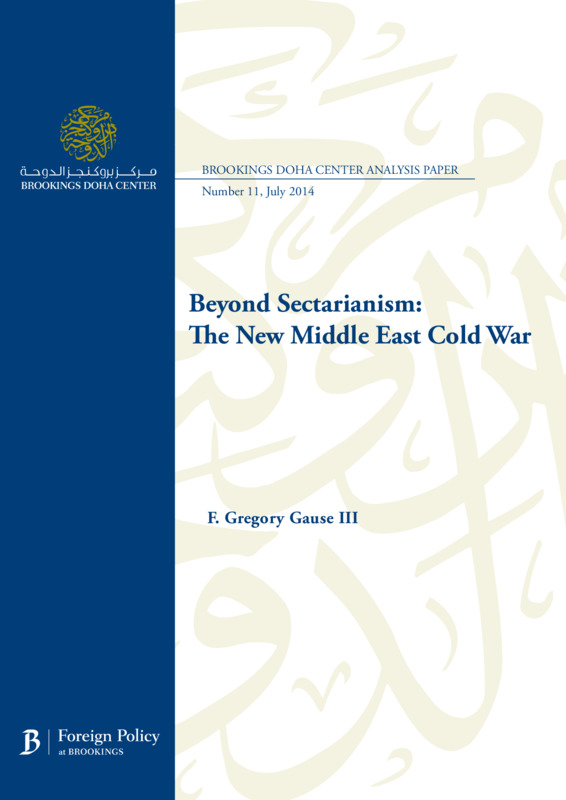 مركز بروكنجز الدوحة
BROOKINGS DOHA CENTER
BROOKINGS DOHA CENTER ANALYSIS PAPER
Number 11, July 2014
Beyond Sectarianism:
The New Middle East Cold War
F. Gregory Gause III
B
Foreign Policy
at BROOKINGS